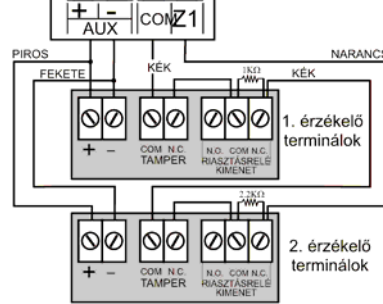 + -
AUX
COM Z1
PIROS
NARANCS
FEKETE
KÉK
1KΩ
KÉK
1. érzékelő
terminálok
+ - COM N.C. N.O. COM N.C.
TAMPER RIASZTÁSRELÉ
KIMENET
2.2KΩ
2. érzékelő
terminálok
+ - COM N.C. N.O. COM N.C.
TAMPER RIASZTÁSRELÉ
KIMENET